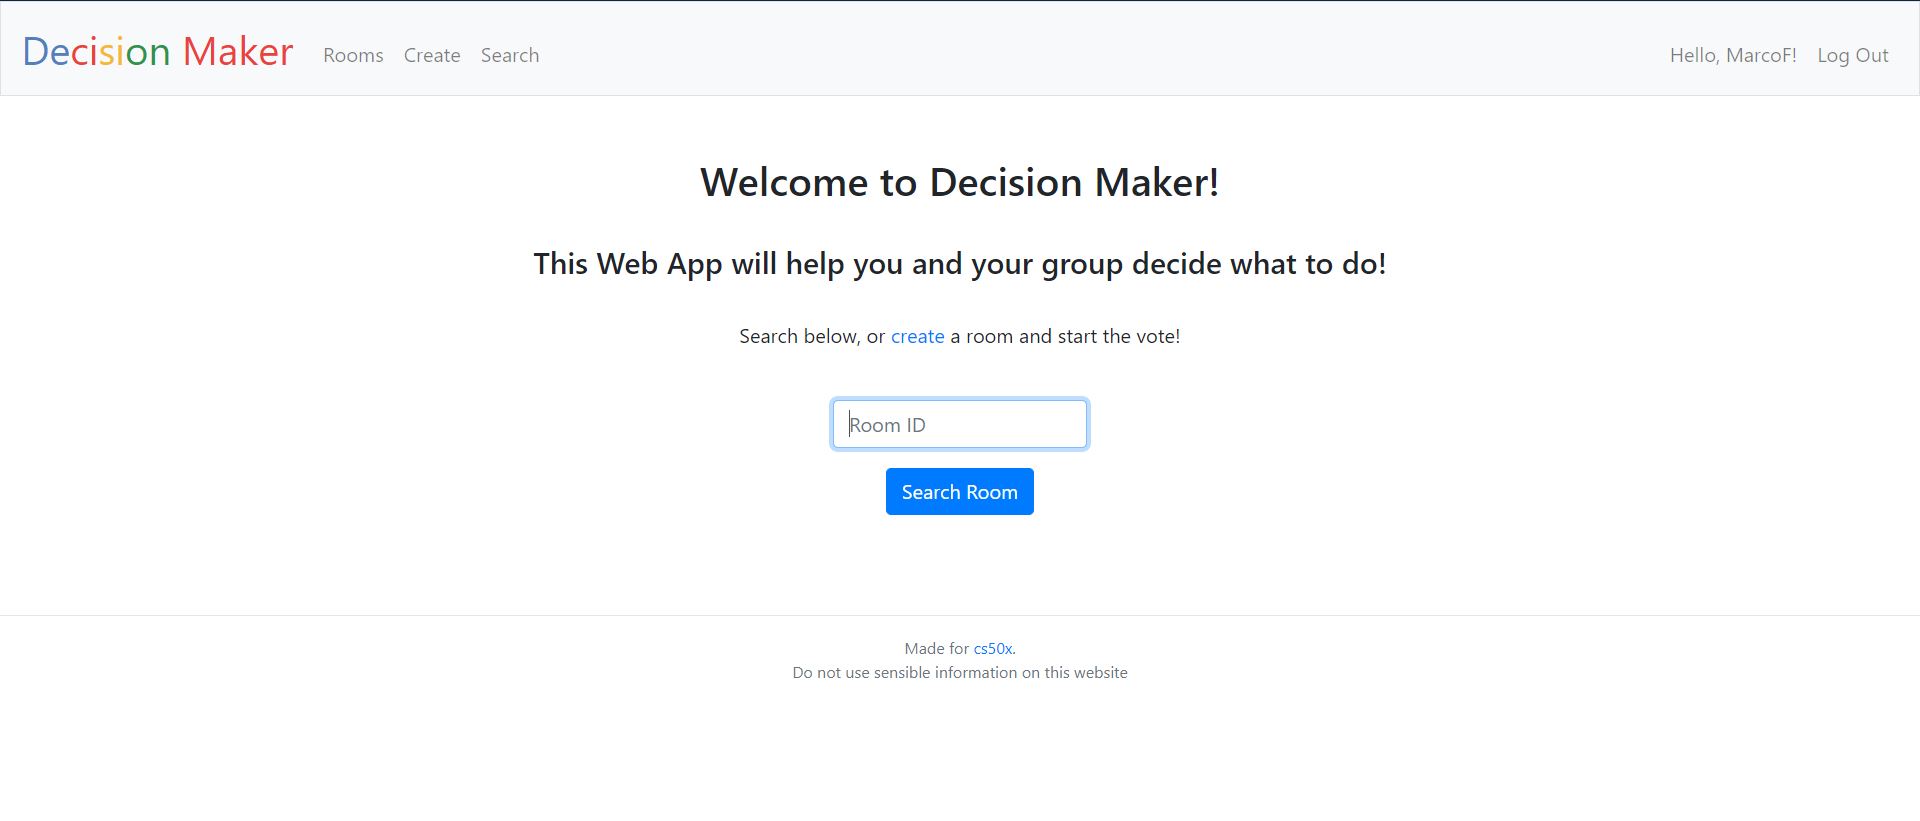 Decision Maker Rooms Create Search Hello, MarcoF! Log Out
Welcome to Decision Maker!
This Web App will help you and your group decide what to do!
Search below, or create a room and start the vote!
Room ID
Search Room
Made for cs50x.
Do not use sensible information on this website